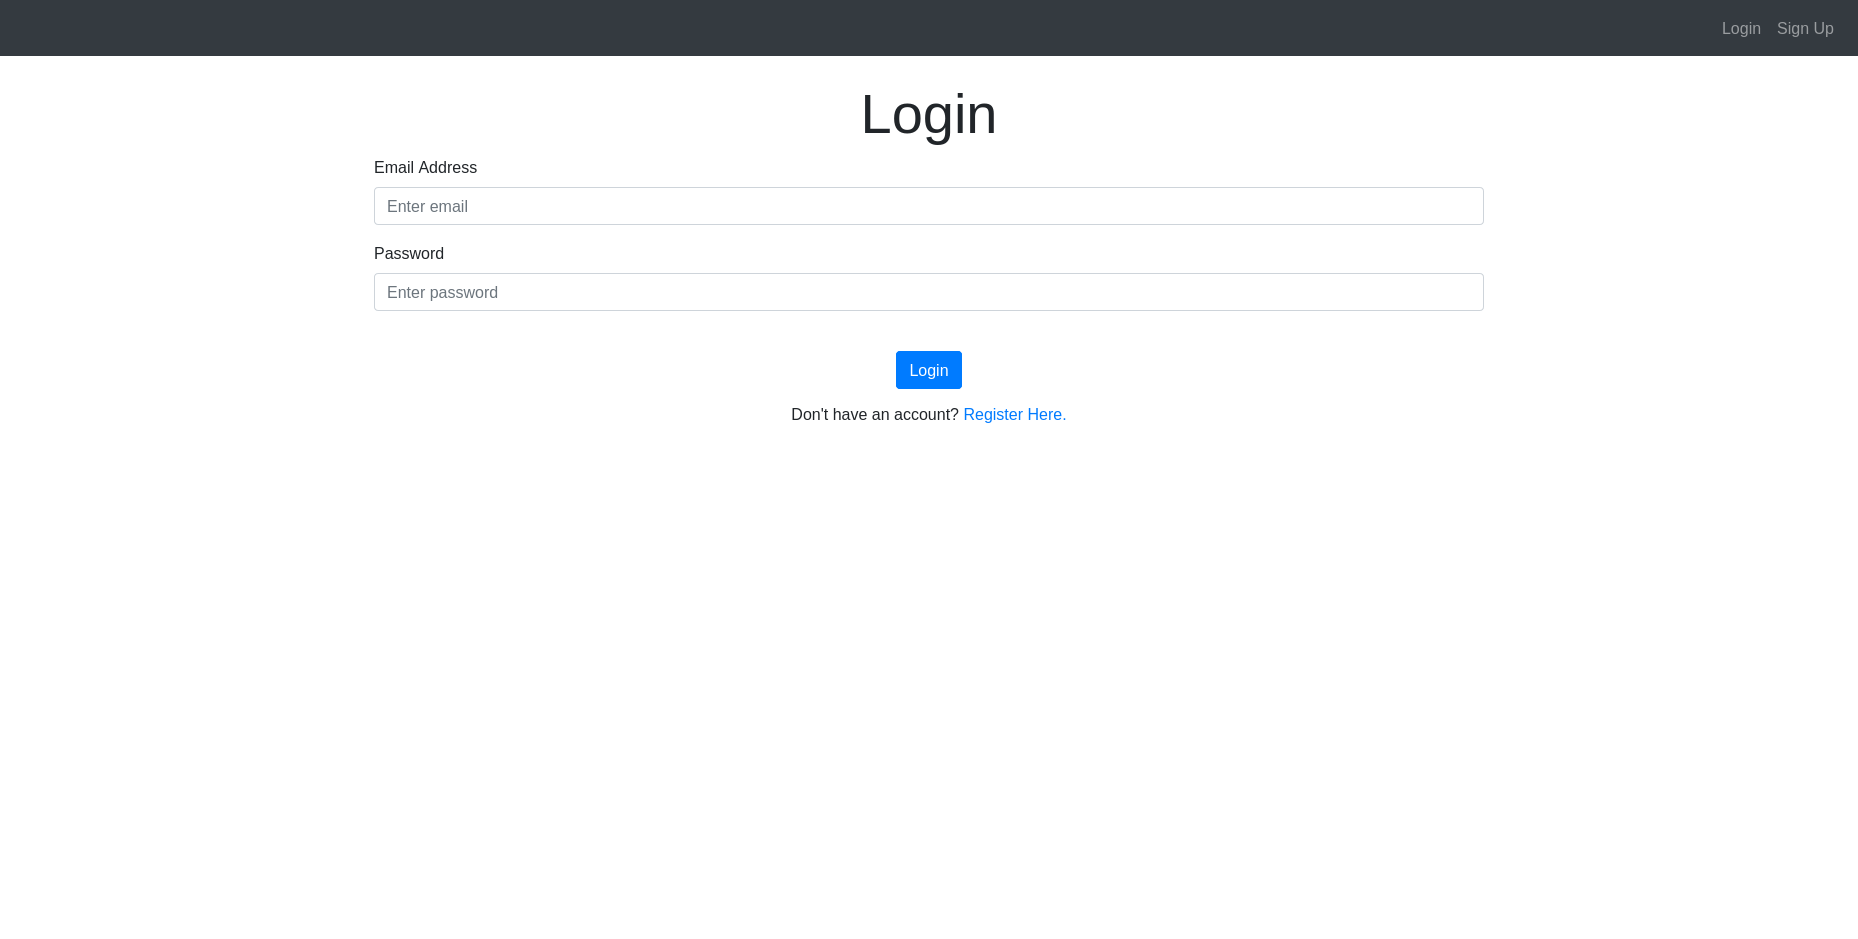 Login Sign Up
Login
Email Address
Enter email
Password
Enter password
Login
Don't have an account? Register Here.